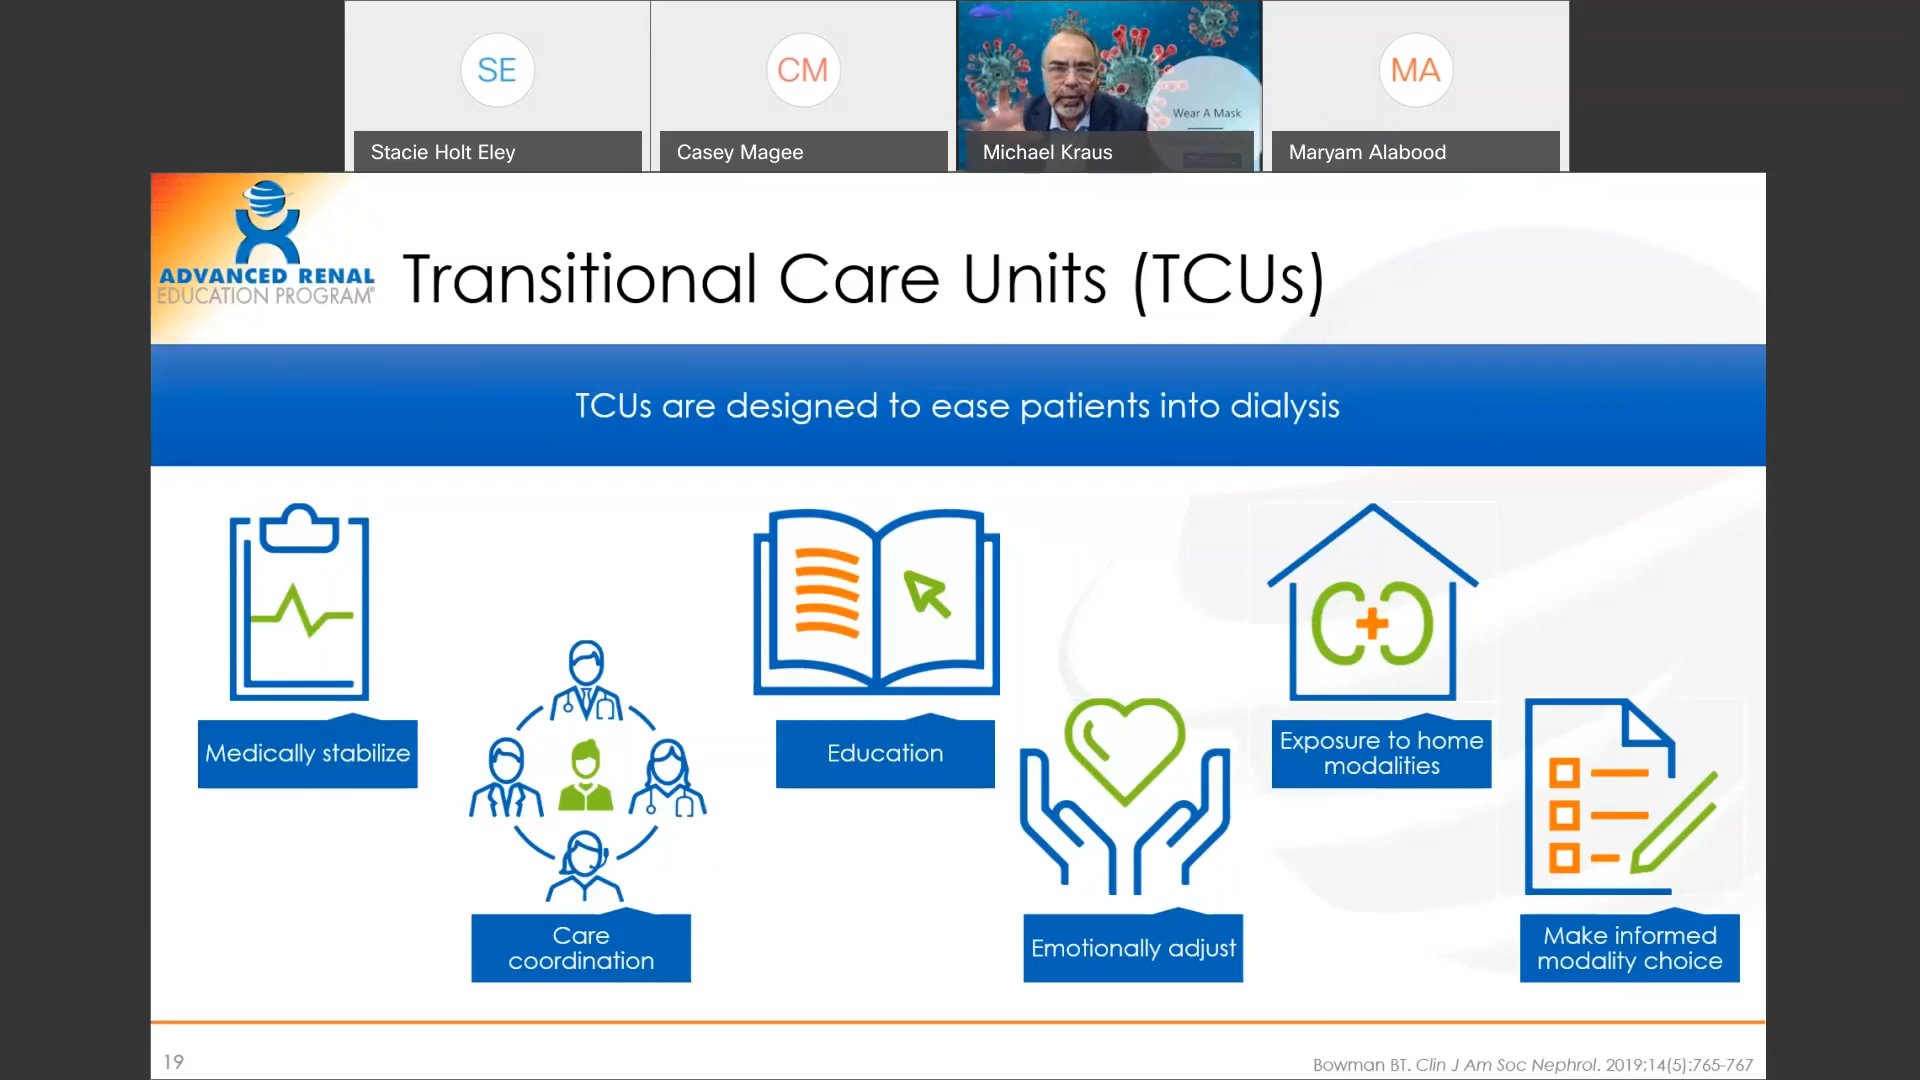 SE
CM
MA
Wear A Mask
Stacie Holt Eley
Casey Magee
Michael Kraus
Maryam Alabood
ADVANCED RENAL
EDUCATION PROGRAM®
Transitional Care Units (TCUs)
TCUs are designed to ease patients into dialysis
Medically stabilize
Care
coordination
Education
Emotionally adjust
Exposure to home
modalities
Make informed
modality choice
19
Bowman BT. Clin J Am Soc Nephrol. 2019;14(5):765-767